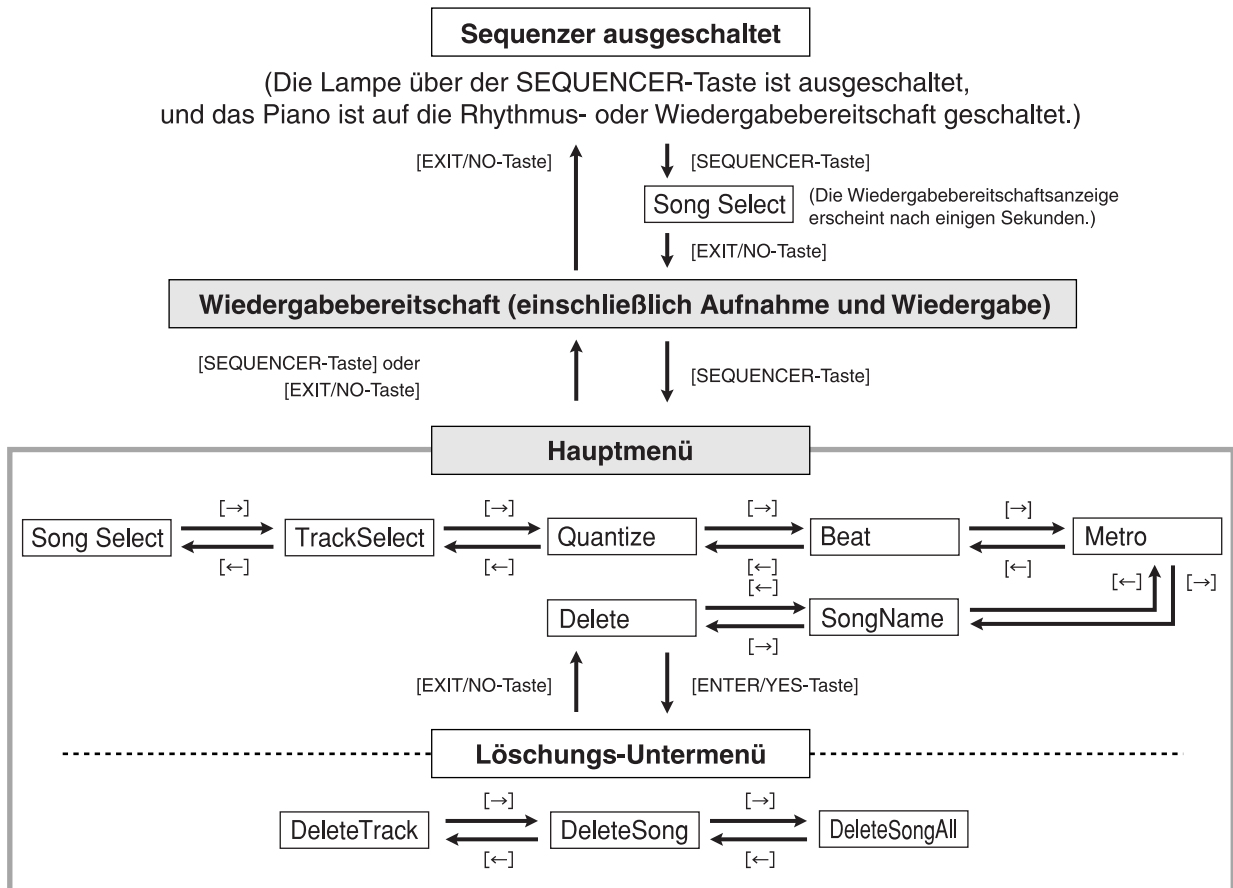 Sequenzer ausgeschaltet
(Die Lampe über der SEQUENCER-Taste ist ausgeschaltet,
und das Piano ist auf die Rhythmus- oder Wiedergabebereitschaft geschaltet.)
[EXIT/NO-Taste]
[SEQUENCER-Taste]
Song Select
(Die Wiedergabebereitschaftsanzeige
erscheint nach einigen Sekunden.)
[EXIT/NO-Taste]
Wiedergabebereitschaft (einschließlich Aufnahme und Wiedergabe)
[SEQUENCER-Taste] oder
[EXIT/NO-Taste]
[SEQUENCER-Taste]
Hauptmenü
[→] [→] [→] [→]
Song Select TrackSelect Quantize Beat Metro
[←] [←] [←] [←]
[←] [←] [→]
Delete SongName
[→]
[EXIT/NO-Taste] [ENTER/YES-Taste]
Löschungs-Untermenü
[→] [→]
DeleteTrack DeleteSong DeleteSongAll
[←] [←]